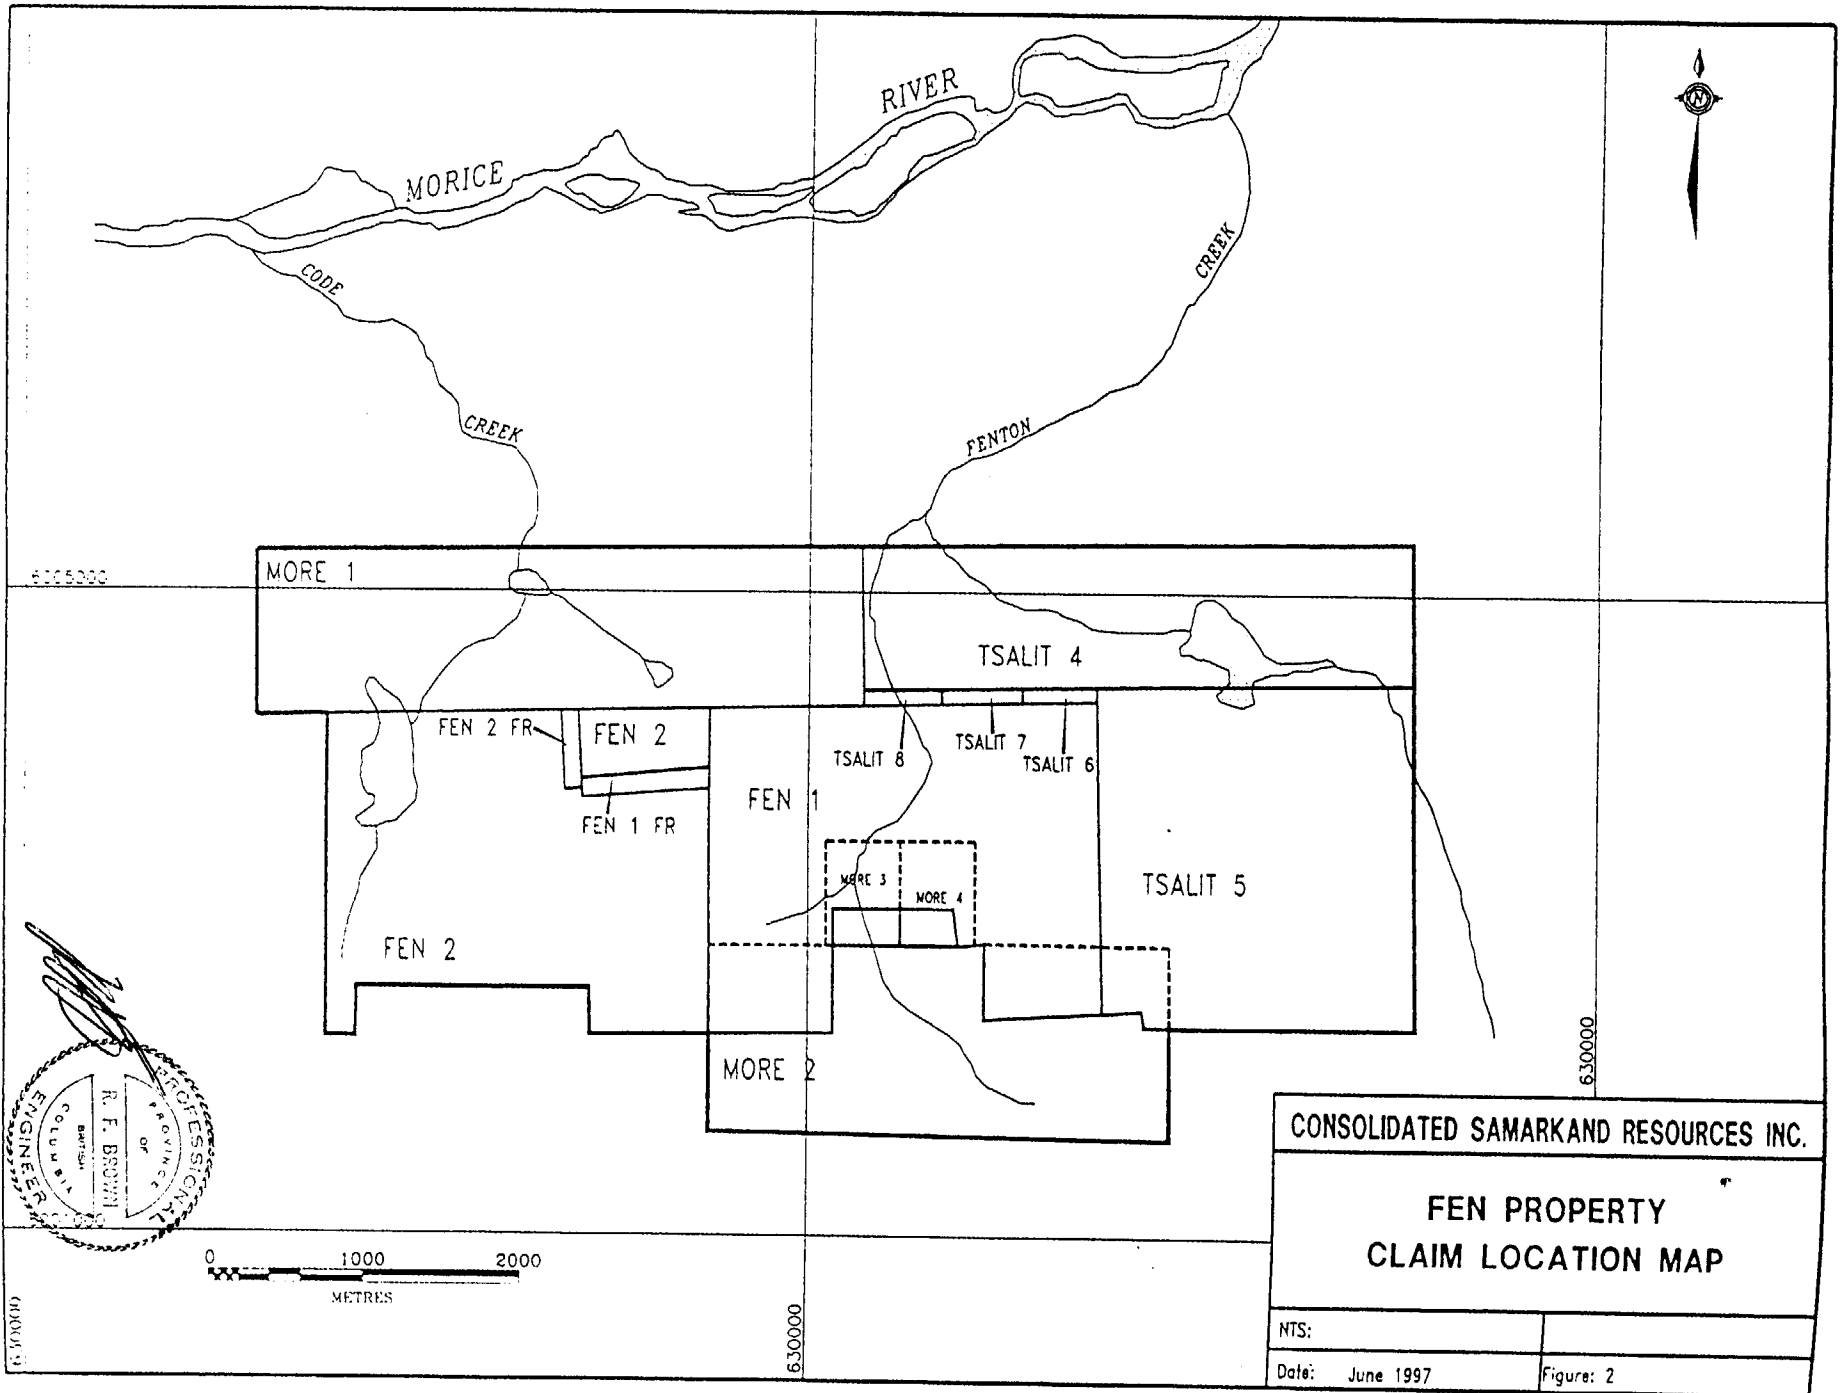 RIVER
MORICE
N
CODE
CREEK
CREEK
FENTON
MORE 1
6005000
TSALIT 4
FEN 2 FR
FEN 2
TSALIT 8
TSALIT 7
TSALIT 6
FEN 1
FEN 1 FR
MORE 3
MORE 4
TSALIT 5
FEN 2
MORE 2
630000
PROFESSIONAL
PROVINCE
OF
R. F. BROWN
BRITISH
COLUMBIA
ENGINEER
0 1000 2000
METRES
630000
630000
CONSOLIDATED SAMARKAND RESOURCES INC.
FEN PROPERTY
CLAIM LOCATION MAP
NTS:
Date: June 1997
Figure: 2